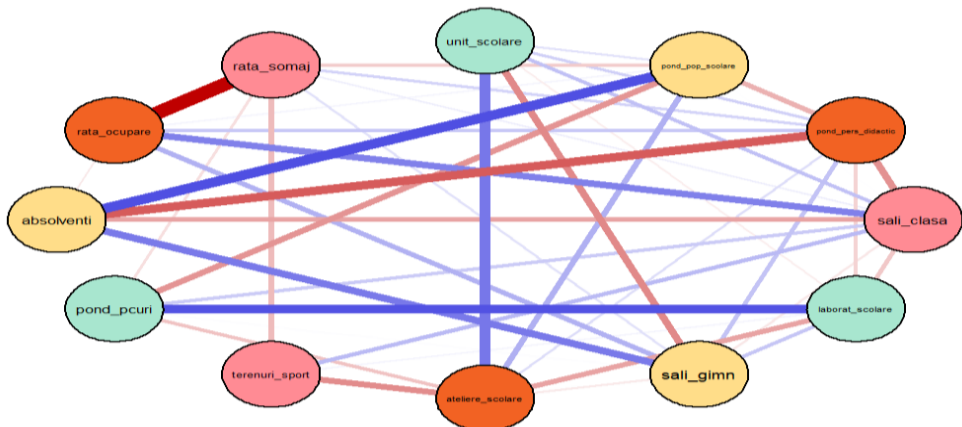 unit_scolare
rata_somaj
pond_pop_scolare
rata_ocupare
pond_pers_didactic
absolventi
sali_clasa
pond_pcuri
laborat_scolare
terenuri_sport
sali_gimn
ateliere_scolare